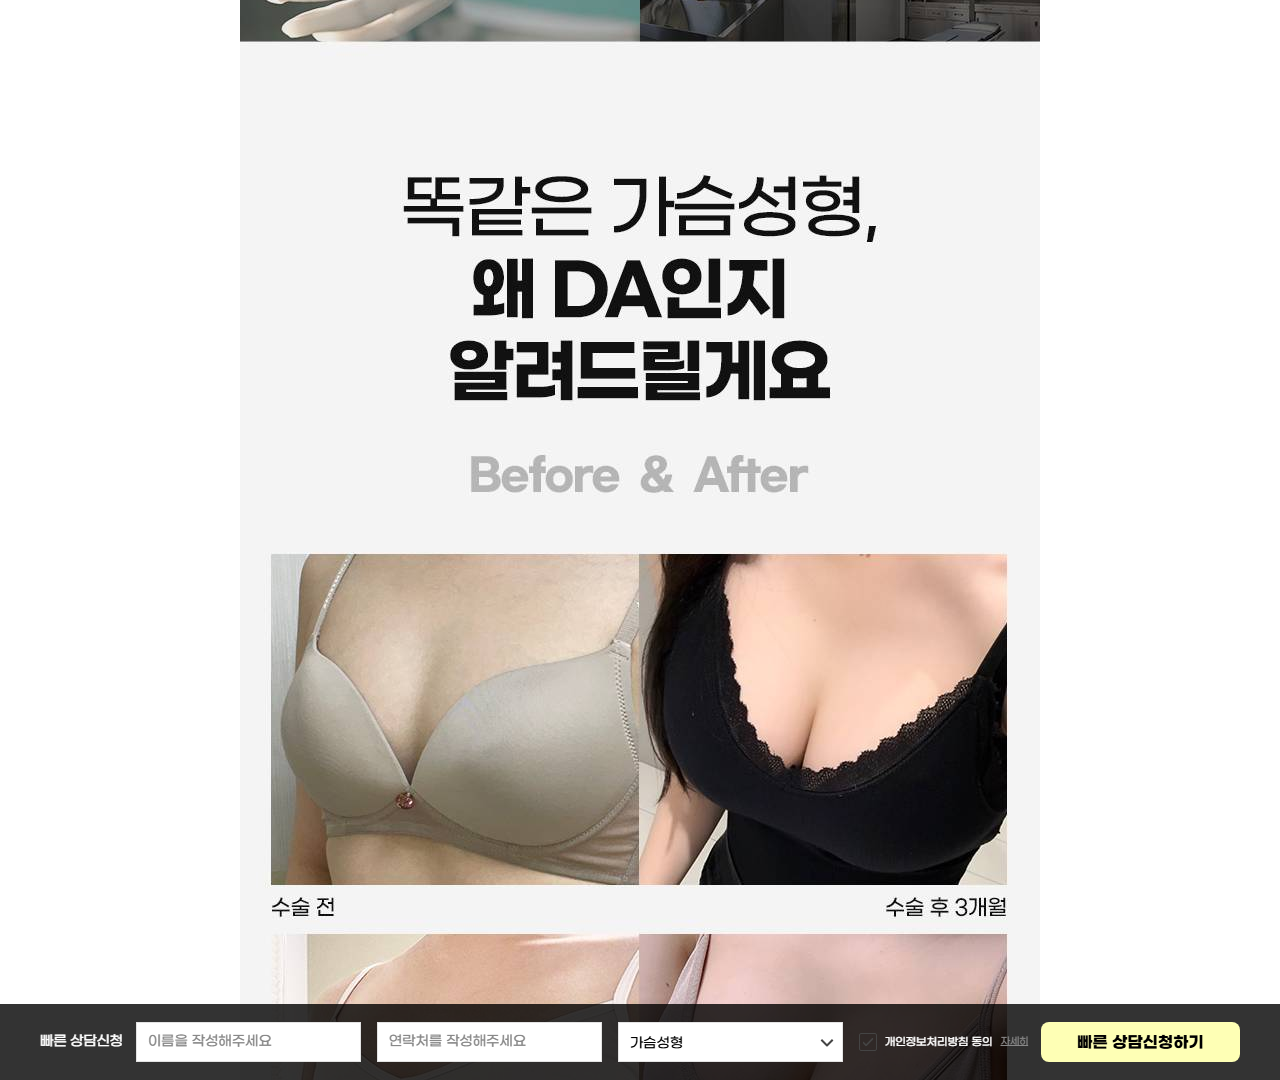 똑같은 가슴성형,
왜 DA인지
알려드릴게요
Before & After
수술 전
수술 후 3개월
빠른 상담신청
이름을 작성해주세요
연락처를 작성해주세요
가슴성형
개인정보처리방침 동의
자세히
빠른 상담신청하기